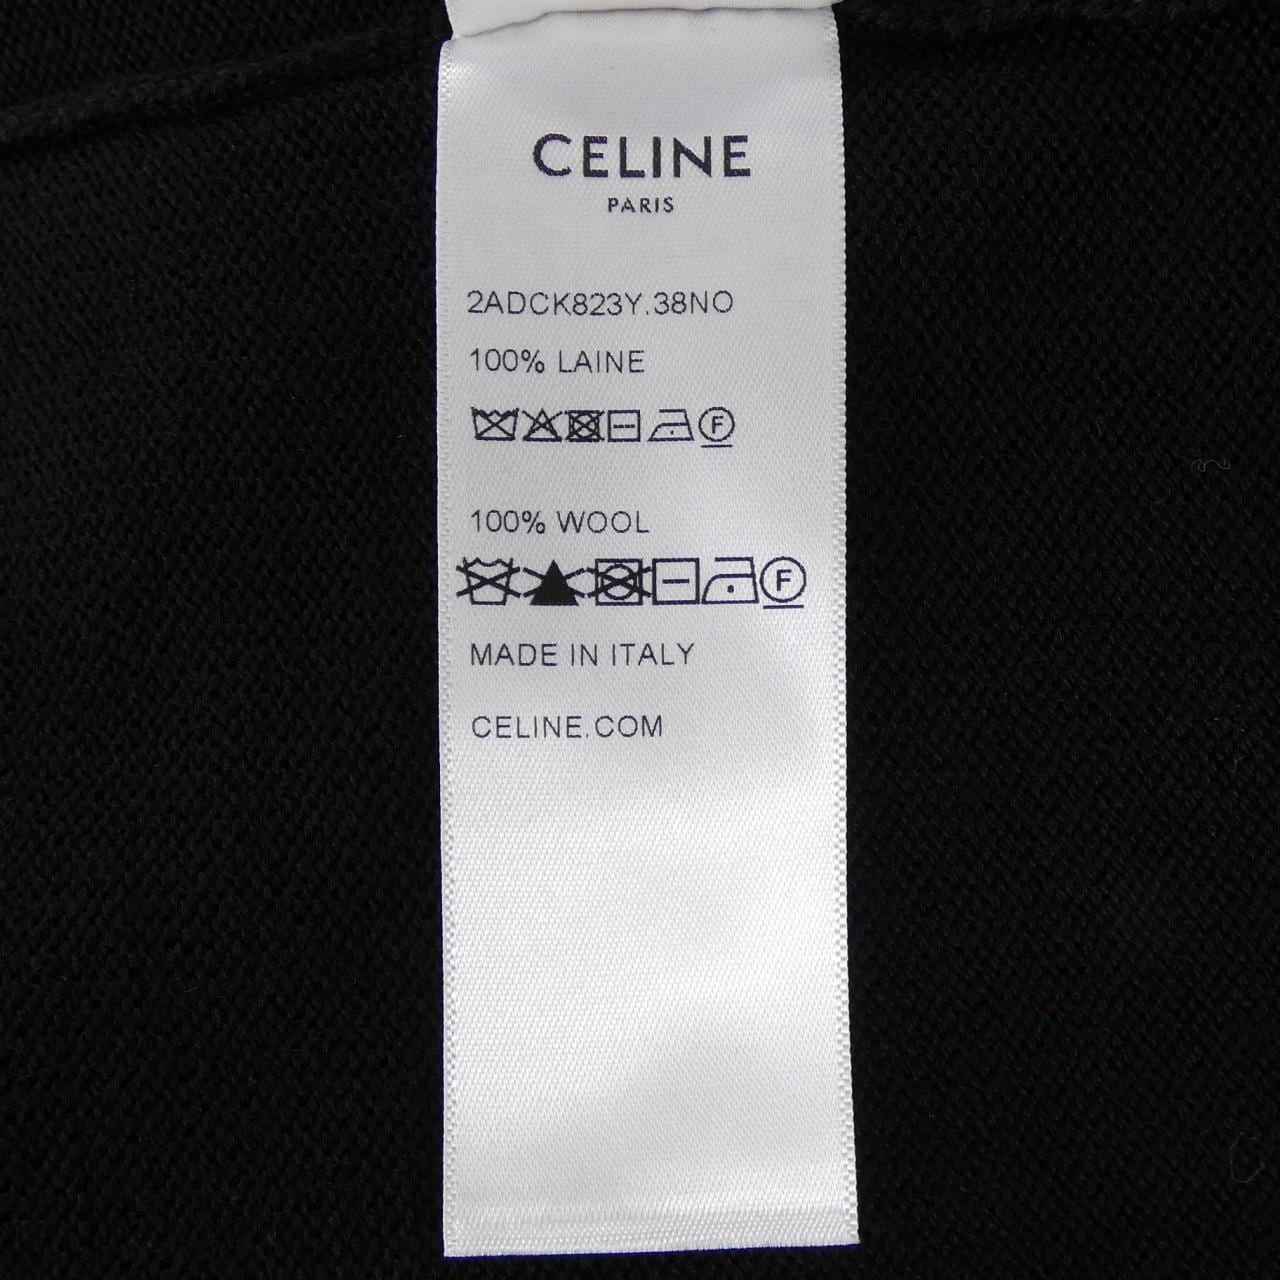 CELINE
PARIS
2ADCK823Y.38NO
100% LAINE
F
100% WOOL
F
MADE IN ITALY
CELINE.COM